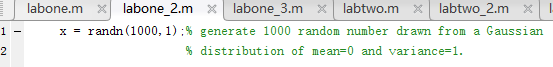 labone.m labone_2.m labone_3.m labtwo.m labtwo_2.m
1 – x = randn(1000,1);% generate 1000 random number drawn from a Gaussian
2 % distribution of mean=0 and variance=1.